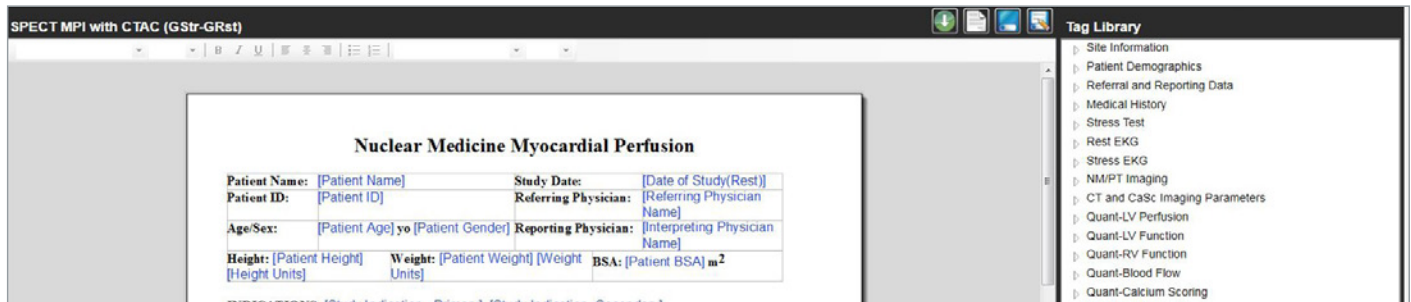 SPECT MPI with CTAC (GStr-GRst)
B I U
Nuclear Medicine Myocardial Perfusion
Patient Name: [Patient Name] Study Date: [Date of Study(Rest)]
Patient ID: [Patient ID] Referring Physician: [Referring Physician
Name]
Age/Sex: [Patient Age] yo [Patient Gender] Reporting Physician: [Interpreting Physician
Name]
Height: [Patient Height] Weight: [Patient Weight] [Weight BSA: [Patient BSA] m²
[Height Units] Units]
Tag Library
Site Information
Patient Demographics
Referral and Reporting Data
Medical History
Stress Test
Rest EKG
Stress EKG
NM/PT Imaging
CT and CaSc Imaging Parameters
Quant-LV Perfusion
Quant-LV Function
Quant-RV Function
Quant-Blood Flow
Quant-Calcium Scoring